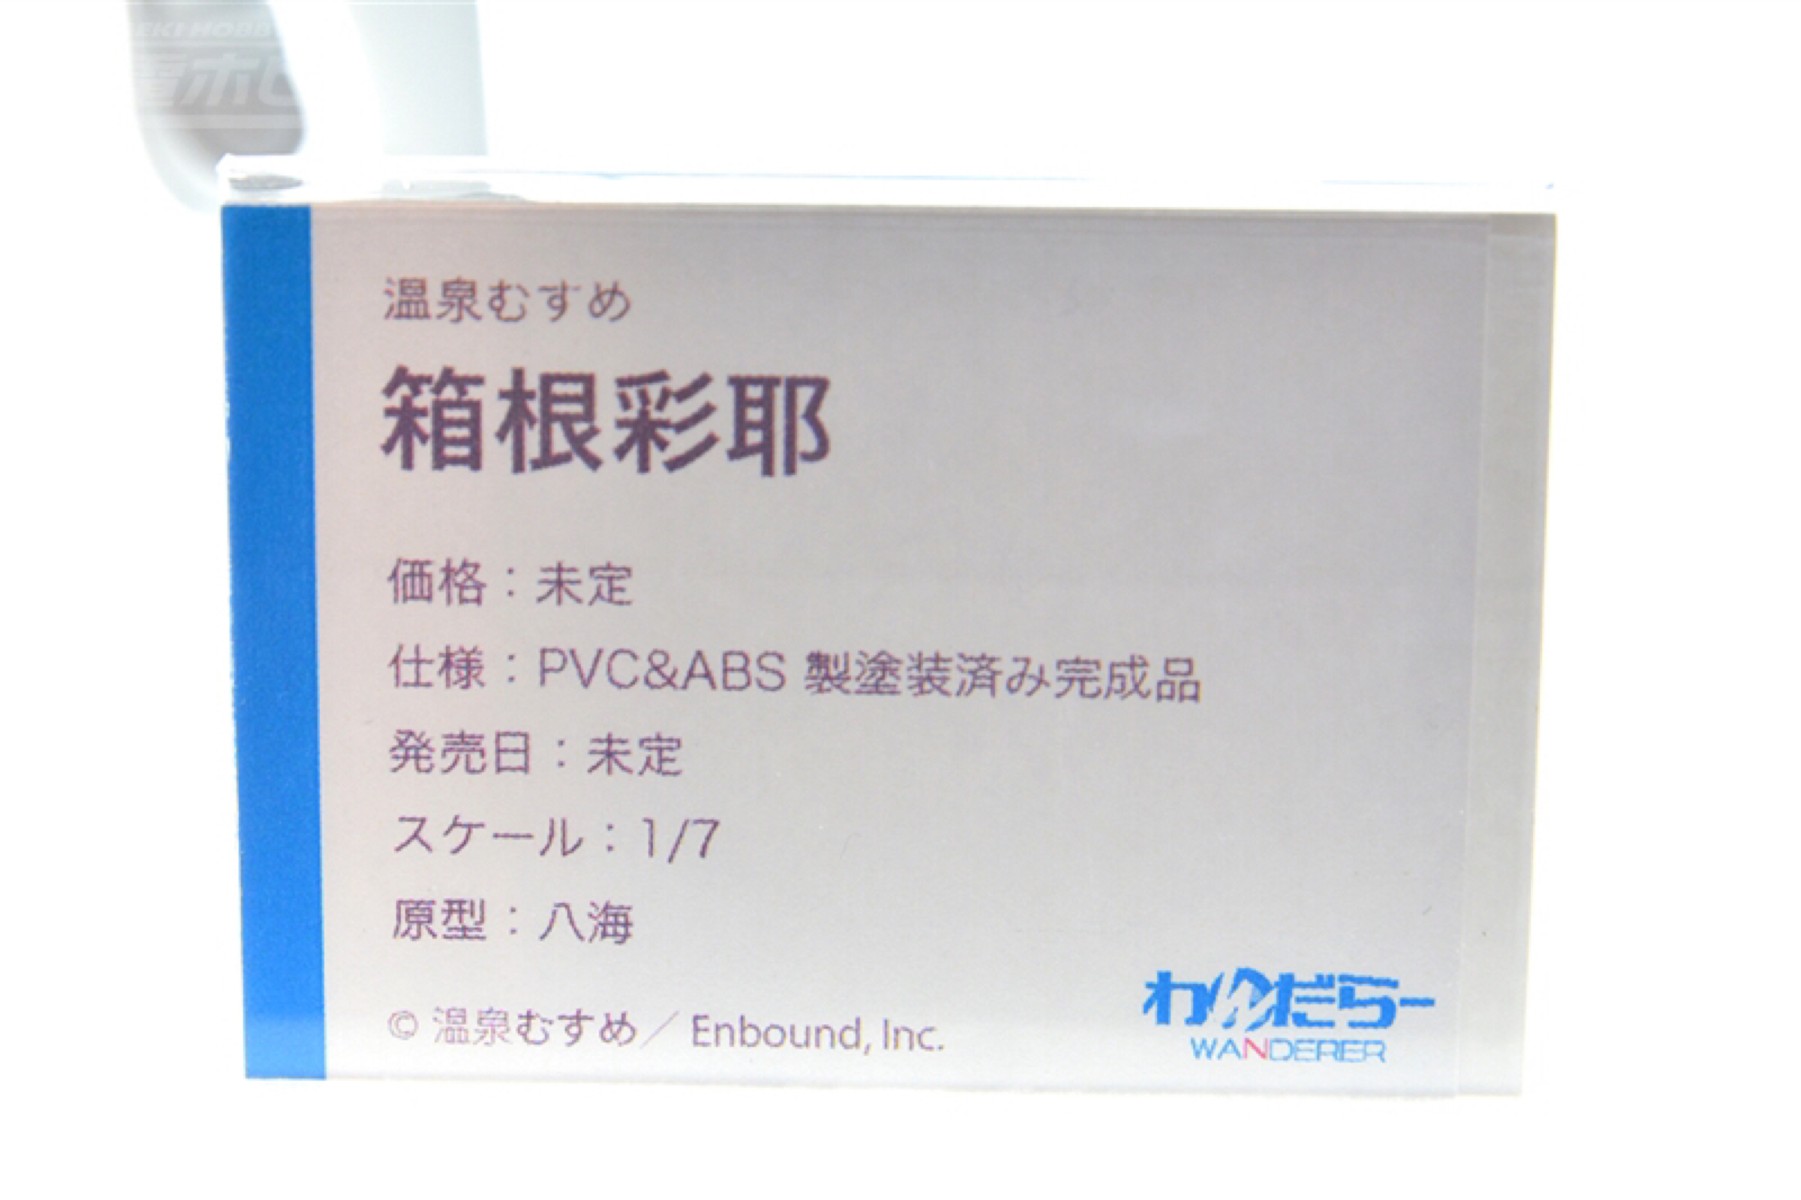 温泉むすめ
箱根彩耶
価格：未定
仕様：PVC&ABS 製塗装済み完成品
発売日：未定
スケール：1/7
原型：八海
© 温泉むすめ／ Enbound, Inc.
わんだらー
WANDERER